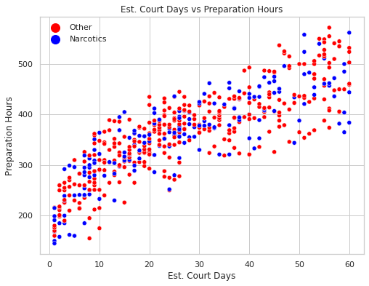 Est. Court Days vs Preparation Hours
Other
Narcotics
Preparation Hours
500
400
300
200
0
10
20
30
40
50
60
Est. Court Days